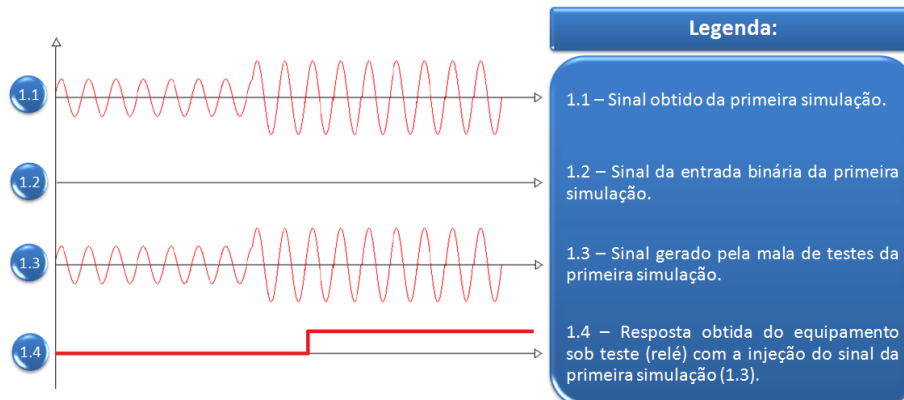 Legenda:
1.1
1.1 – Sinal obtido da primeira simulação.
1.2
1.2 – Sinal da entrada binária da primeira
simulação.
1.3
1.3 – Sinal gerado pela mala de testes da
primeira simulação.
1.4
1.4 – Resposta obtida do equipamento
sob teste (relé) com a injeção do sinal da
primeira simulação (1.3).